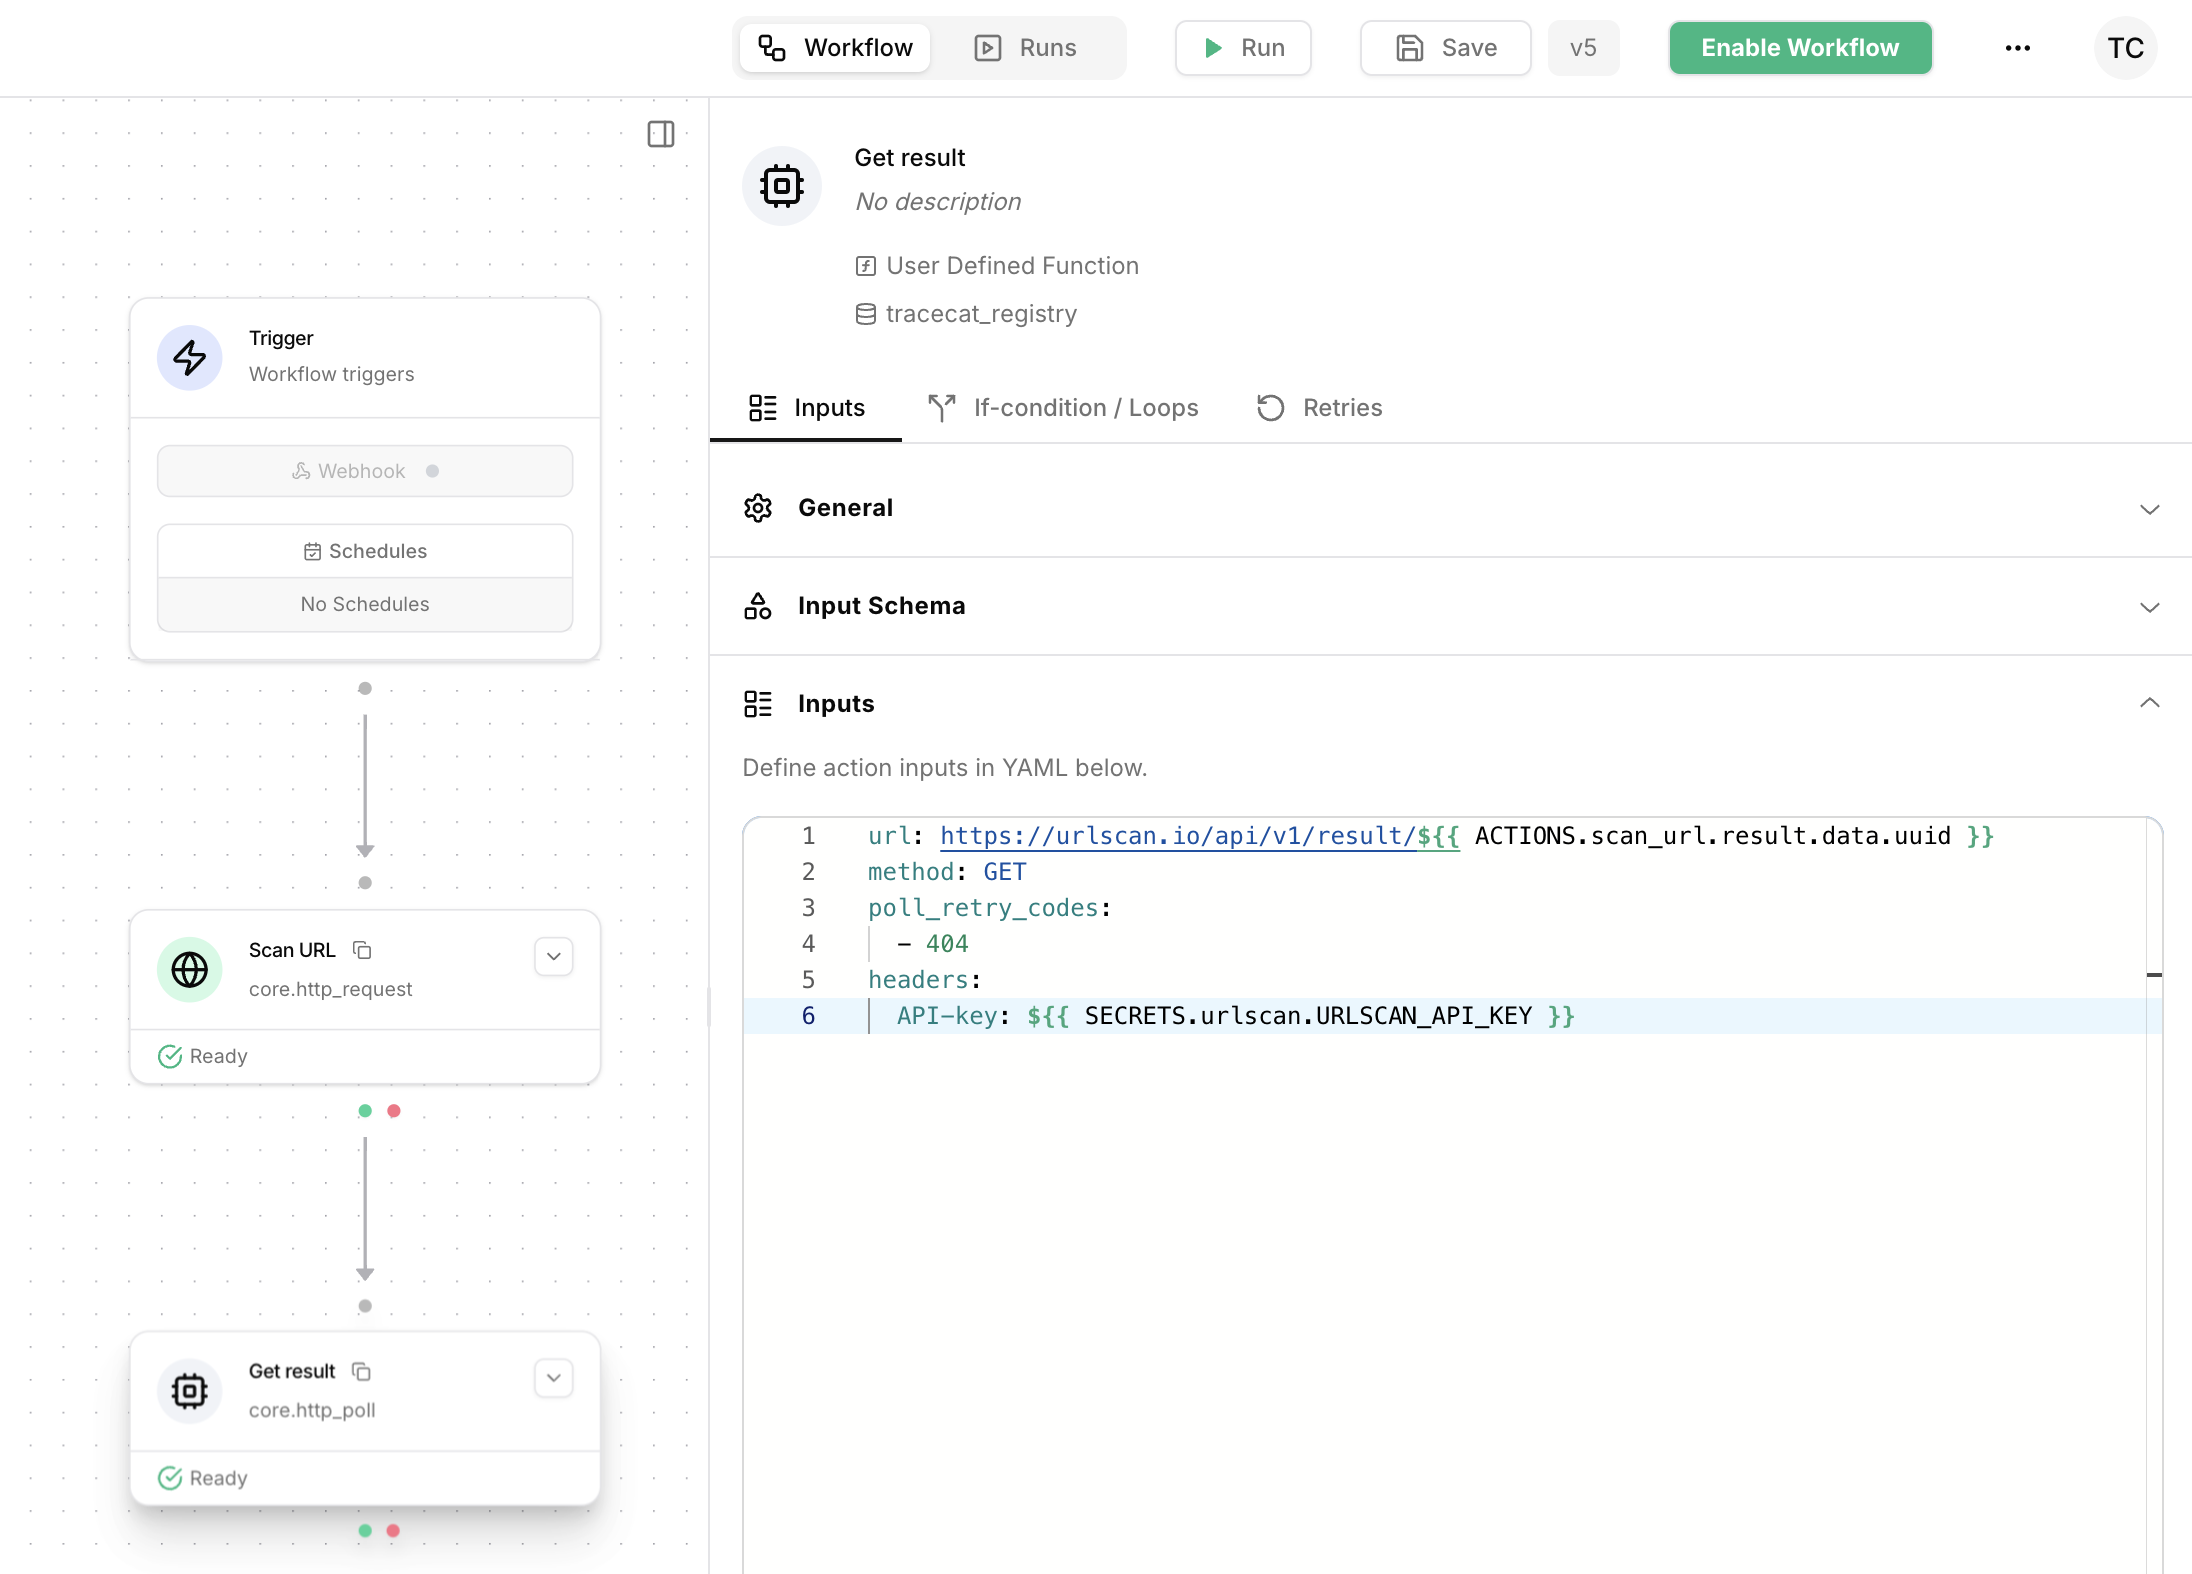 Workflow
Runs
Run
Save
v5
Enable Workflow
TC
Trigger
Workflow triggers
Webhook
Schedules
No Schedules
Scan URL
core.http_request
Ready
Get result
core.http_poll
Ready
Get result
No description
User Defined Function
tracecat_registry
Inputs
If-condition / Loops
Retries
General
Input Schema
Inputs
Define action inputs in YAML below.
1 url: https://urlscan.io/api/v1/result/${{ ACTIONS.scan_url.result.data.uuid }}
2 method: GET
3 poll_retry_codes:
4 - 404
5 headers:
6 API-key: ${{ SECRETS.urlscan.URLSCAN_API_KEY }}